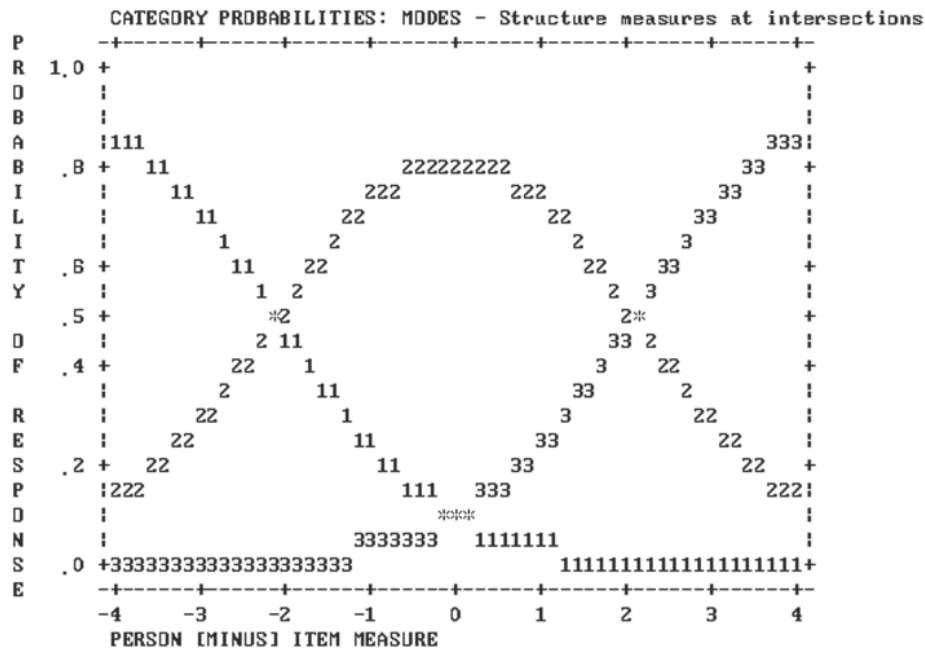 CATEGORY PROBABILITIES: MODES - Structure measures at intersections
P      -+---------+---------+---------+---------+---------+---------+---------+---------+-
R  1.0 +                                                                                 +
O      |                                                                                 |
B      |                                                                                 |
A      |111                                                                           333|
B   .8 +    11                           2222222222                                33    +
I      |       11                    222            222                         33       |
L      |          11              22                   22                    33          |
I      |            1            2                       2                  3            |
T   .6 +             11       22                          22             33             +
Y      |                1   2                                2  3                |
    .5 +                 *2                                   2*                 +
O      |                2 11                                 33 2                |
F   .4 +             22     1                               3     22             +
       |            2        11                           33        2            |
R      |          22           1                         3           22          |
E      |       22               11                     33               22       |
S   .2 +    22                    11                 33                    22    +
P      |222                          111        333                           222|
O      |                                    ***                                  |
N      |                          3333333    1111111                          |
S   .0 +33333333333333333333333                        11111111111111111111111+
E      -+---------+---------+---------+---------+---------+---------+---------+---------+-
       -4        -3        -2        -1         0         1         2         3         4
       PERSON [MINUS] ITEM MEASURE